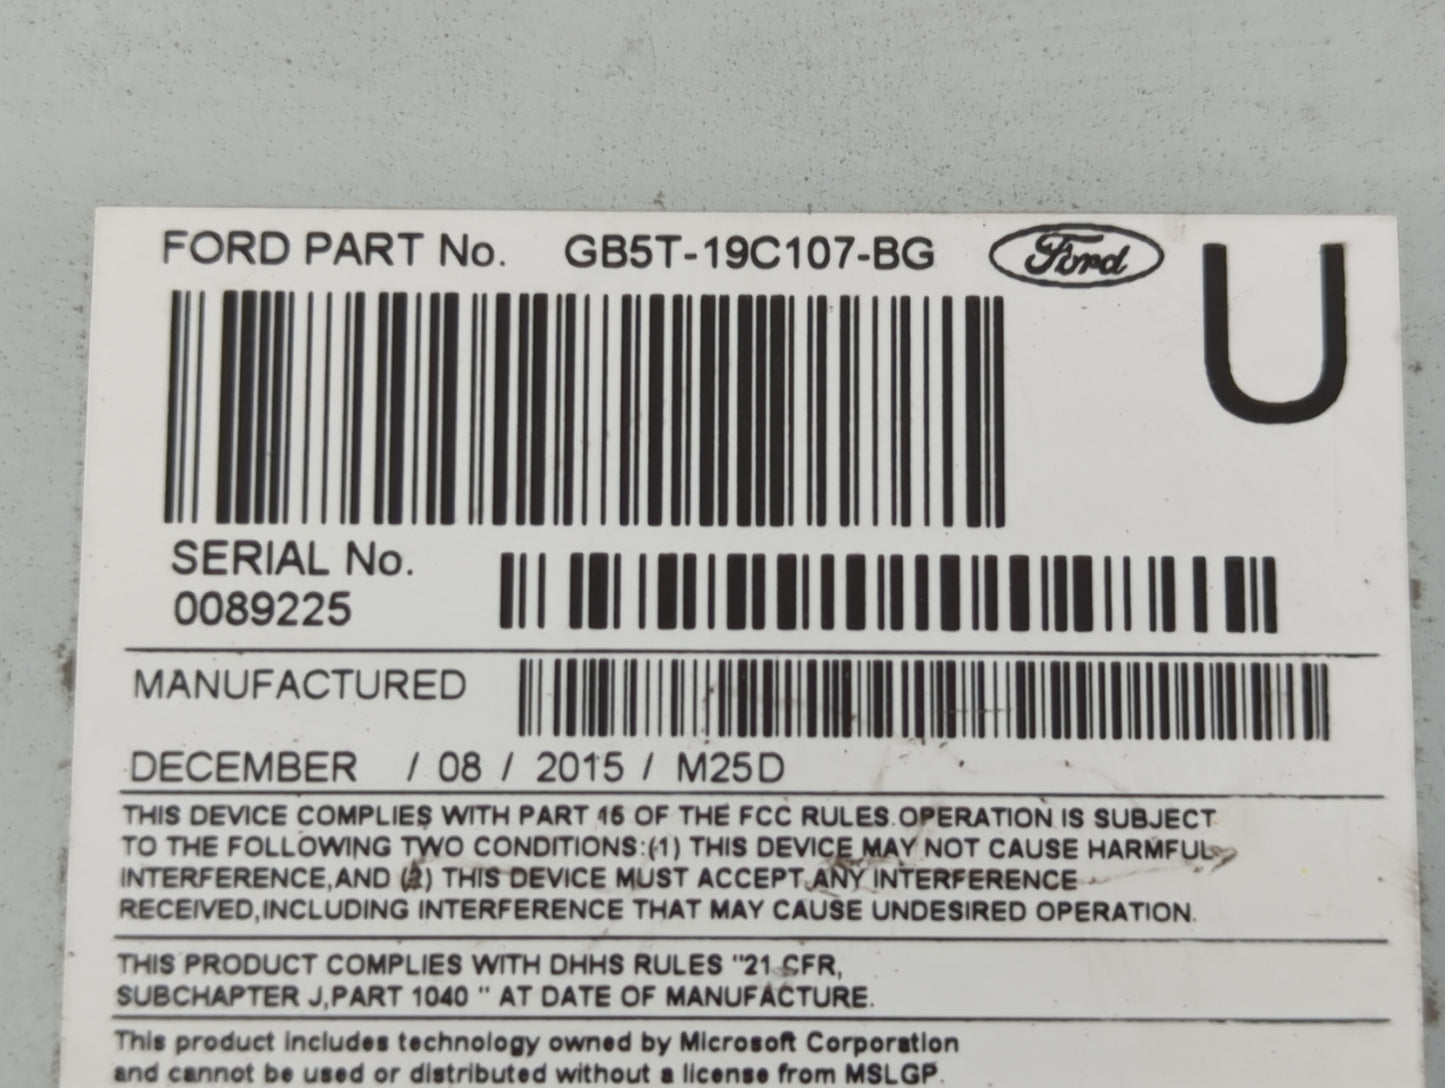 FORD PART No. GB5T-19C107-BG Ford U
SERIAL No.
0089225
MANUFACTURED
DECEMBER / 08 / 2015 / M25D
THIS DEVICE COMPLIES WITH PART 15 OF THE FCC RULES.OPERATION IS SUBJECT
TO THE FOLLOWING TWO CONDITIONS:(1) THIS DEVICE MAY NOT CAUSE HARMFUL
INTERFERENCE,AND (2) THIS DEVICE MUST ACCEPT ANY INTERFERENCE
RECEIVED,INCLUDING INTERFERENCE THAT MAY CAUSE UNDESIRED OPERATION.
THIS PRODUCT COMPLIES WITH DHHS RULES "21 CFR,
SUBCHAPTER J,PART 1040 " AT DATE OF MANUFACTURE.
This product includes technology owned by Microsoft Corporation
and cannot be used or distributed without a license from MSLGP.